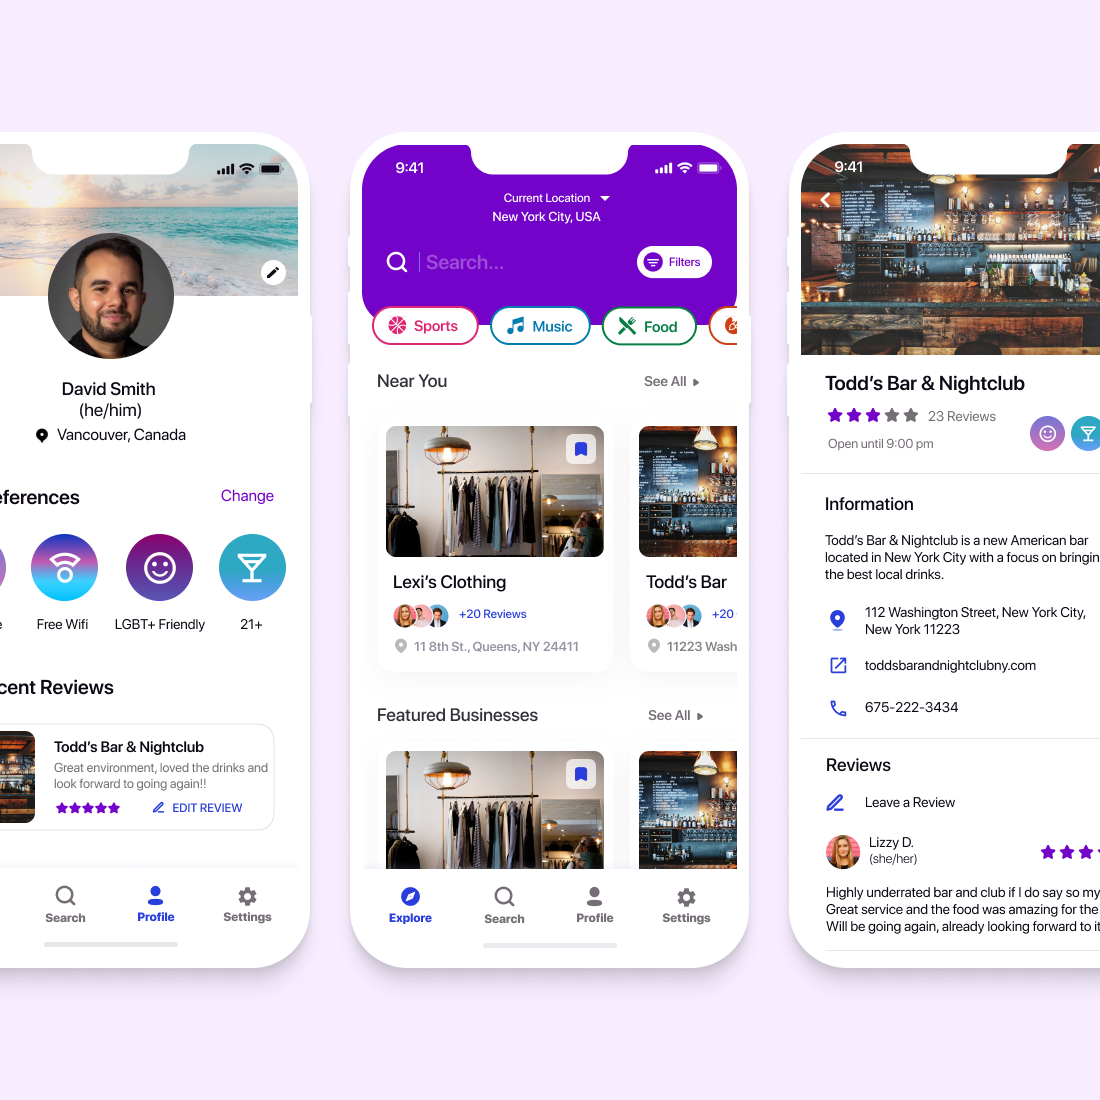 David Smith
(he/him)
Vancouver, Canada
eferences
Change
e
Free Wifi
LGBT+ Friendly
21+
cent Reviews
Todd's Bar & Nightclub
Great environment, loved the drinks and
look forward to going again!!
EDIT REVIEW
Search
Profile
Settings
9:41
Current Location
New York City, USA
Search...
Filters
Sports
Music
Food
Near You
See All
Lexi's Clothing
+20 Reviews
11 8th St., Queens, NY 24411
Todd's Bar
+20
11223 Wash
Featured Businesses
See All
Explore
Search
Profile
Settings
9:41
Todd's Bar & Nightclub
23 Reviews
Open until 9:00 pm
Information
Todd's Bar & Nightclub is a new American bar
located in New York City with a focus on bringin
the best local drinks.
112 Washington Street, New York City,
New York 11223
toddsbarandnightclubny.com
675-222-3434
Reviews
Leave a Review
Lizzy D.
(she/her)
Highly underrated bar and club if I do say so my
Great service and the food was amazing for the
Will be going again, already looking forward to it